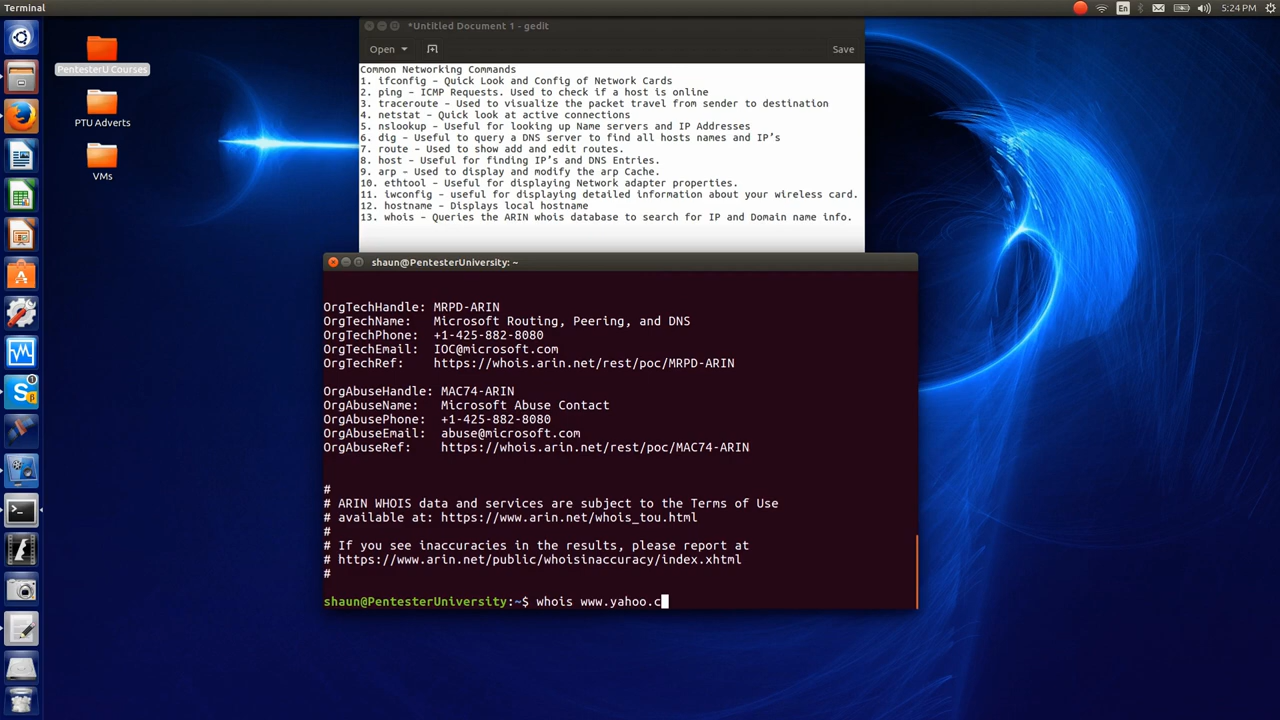 Terminal
En
5:24 PM
PentesterU Courses
PTU Adverts
VMs
*Untitled Document 1 - gedit
Open
Save
Common Networking Commands
1. ifconfig – Quick Look and Config of Network Cards
2. ping – ICMP Requests. Used to check if a host is online
3. traceroute – Used to visualize the packet travel from sender to destination
4. netstat – Quick look at active connections
5. nslookup – Useful for looking up Name servers and IP Addresses
6. dig – Useful to query a DNS server to find all hosts names and IP’s
7. route – Used to show add and edit routes.
8. host – Useful for finding IP’s and DNS Entries.
9. arp – Used to display and modify the arp Cache.
10. ethtool – Useful for displaying Network adapter properties.
11. iwconfig – useful for displaying detailed information about your wireless card.
12. hostname – Displays local hostname
13. whois – Queries the ARIN whois database to search for IP and Domain name info.
shaun@PentesterUniversity: ~
OrgTechHandle: MRPD-ARIN
OrgTechName: Microsoft Routing, Peering, and DNS
OrgTechPhone: +1-425-882-8080
OrgTechEmail: IOC@microsoft.com
OrgTechRef: https://whois.arin.net/rest/poc/MRPD-ARIN
OrgAbuseHandle: MAC74-ARIN
OrgAbuseName: Microsoft Abuse Contact
OrgAbusePhone: +1-425-882-8080
OrgAbuseEmail: abuse@microsoft.com
OrgAbuseRef: https://whois.arin.net/rest/poc/MAC74-ARIN
#
# ARIN WHOIS data and services are subject to the Terms of Use
# available at: https://www.arin.net/whois_tou.html
#
# If you see inaccuracies in the results, please report at
# https://www.arin.net/public/whoisinaccuracy/index.xhtml
#
shaun@PentesterUniversity:~$ whois www.yahoo.c